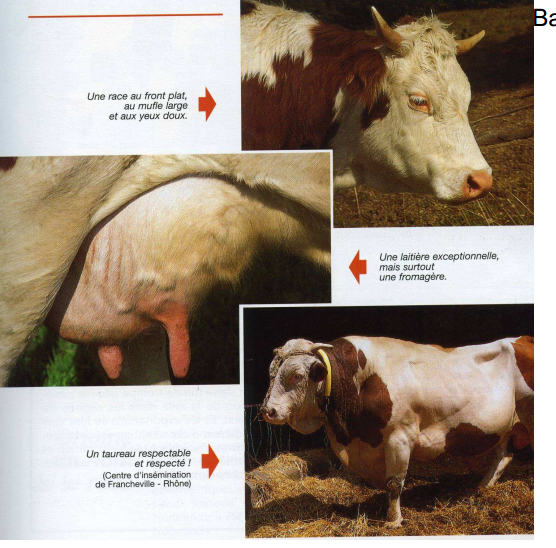 Ba
Une race au front plat,
au mufle large
et aux yeux doux.
Une laitière exceptionnelle,
mais surtout
une fromagère.
Un taureau respectable
et respecté !
(Centre d'insémination
de Francheville - Rhône)